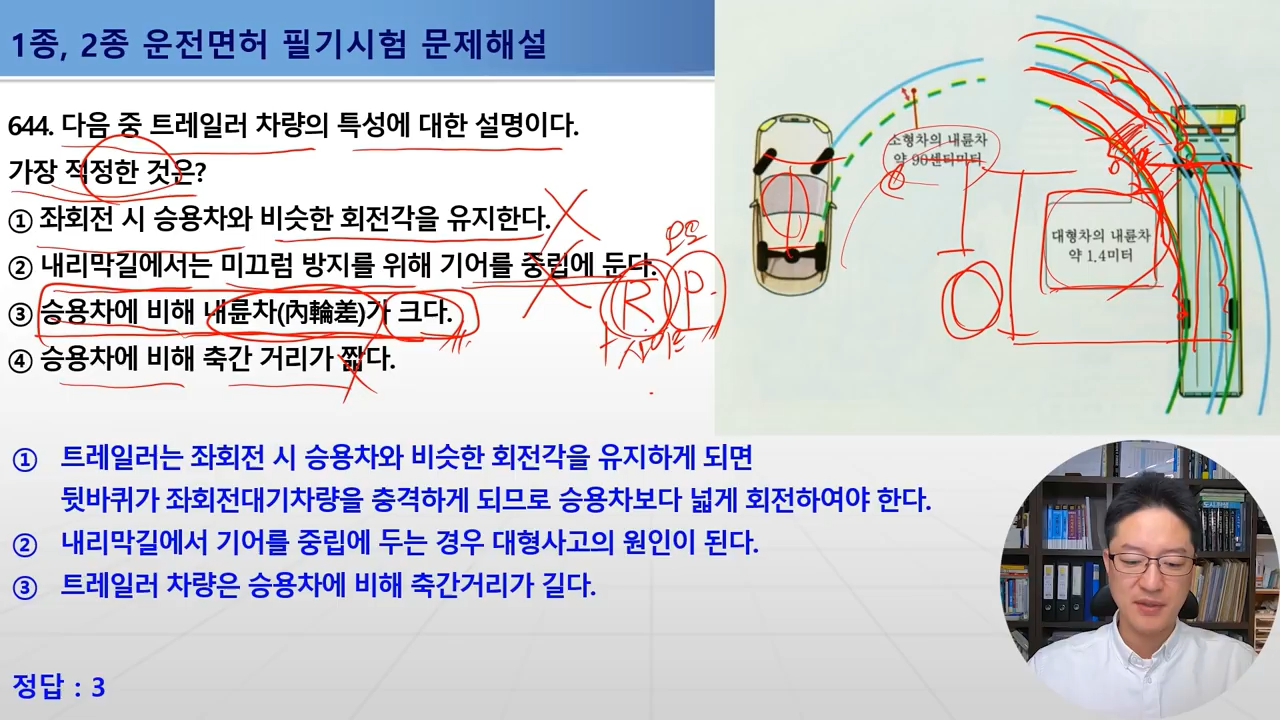 1종, 2종 운전면허 필기시험 문제해설
644. 다음 중 트레일러 차량의 특성에 대한 설명이다.
가장 적정한 것은?
① 좌회전 시 승용차와 비슷한 회전각을 유지한다.
② 내리막길에서는 미끄럼 방지를 위해 기어를 중립에 둔다.
③ 승용차에 비해 내륜차(內輪差)가 크다.
④ 승용차에 비해 축간 거리가 짧다.
R
P
소형차의 내륜차
약 90센티미터
대형차의 내륜차
약 1.4미터
① 트레일러는 좌회전 시 승용차와 비슷한 회전각을 유지하게 되면
뒷바퀴가 좌회전대기차량을 충격하게 되므로 승용차보다 넓게 회전하여야 한다.
② 내리막길에서 기어를 중립에 두는 경우 대형사고의 원인이 된다.
③ 트레일러 차량은 승용차에 비해 축간거리가 길다.
정답 : 3